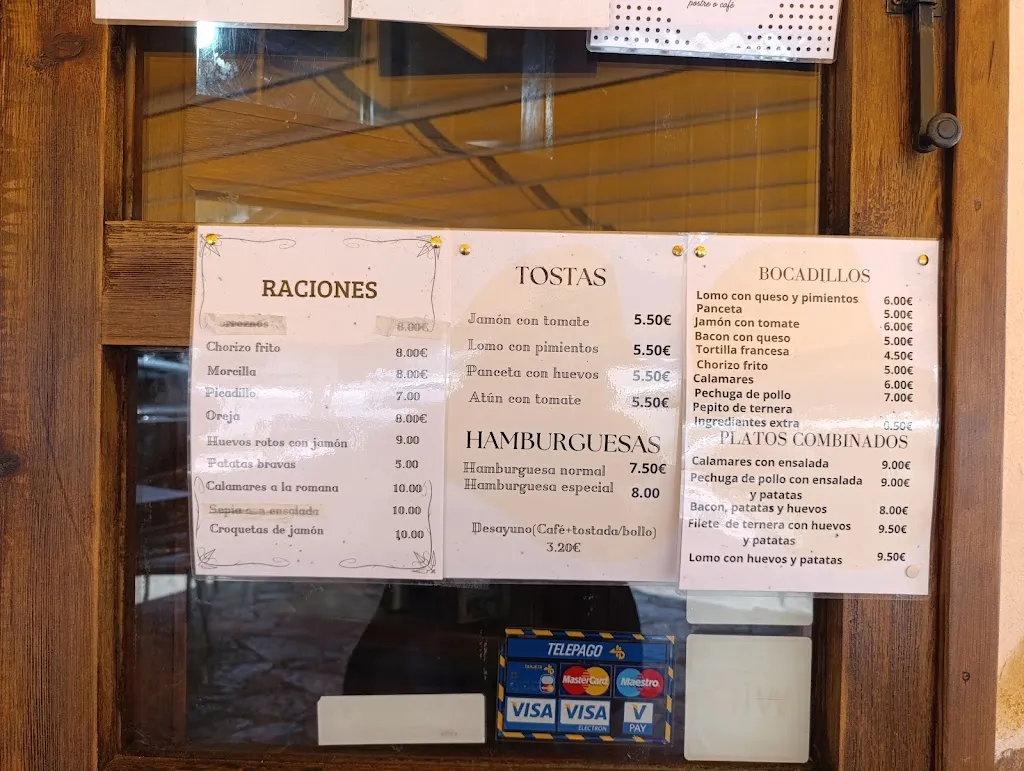 postre o café
RACIONES
6.00€
Chorizo frito 8.00€
Morcilla 8.00€
Picadillo 7.00
Oreja 8.00€
Huevos rotos con jamón 9.00
Patatas bravas 5.00
Calamares a la romana 10.00
Sepia con ensalada 10.00
Croquetas de jamón 10.00
TOSTAS
Jamón con tomate 5.50€
Lomo con pimientos 5.50€
Panceta con huevos 5.50€
Atún con tomate 5.50€
HAMBURGUESAS
Hamburguesa normal 7.50€
Hamburguesa especial 8.00
Desayuno(Café+tostada/bollo)
3.20€
BOCADILLOS
Lomo con queso y pimientos 6.00€
Panceta 5.00€
Jamón con tomate 6.00€
Bacon con queso 5.00€
Tortilla francesa 4.50€
Chorizo frito 5.00€
Calamares 6.00€
Pechuga de pollo 7.00€
Pepito de ternera
Ingredientes extra 0.50€
PLATOS COMBINADOS
Calamares con ensalada 9.00€
Pechuga de pollo con ensalada 9.00€
y patatas
Bacon, patatas y huevos 8.00€
Filete de ternera con huevos 9.50€
y patatas
Lomo con huevos y patatas 9.50€
TELEPAGO
MasterCard Maestro
VISA VISA V
ELECTRON PAY